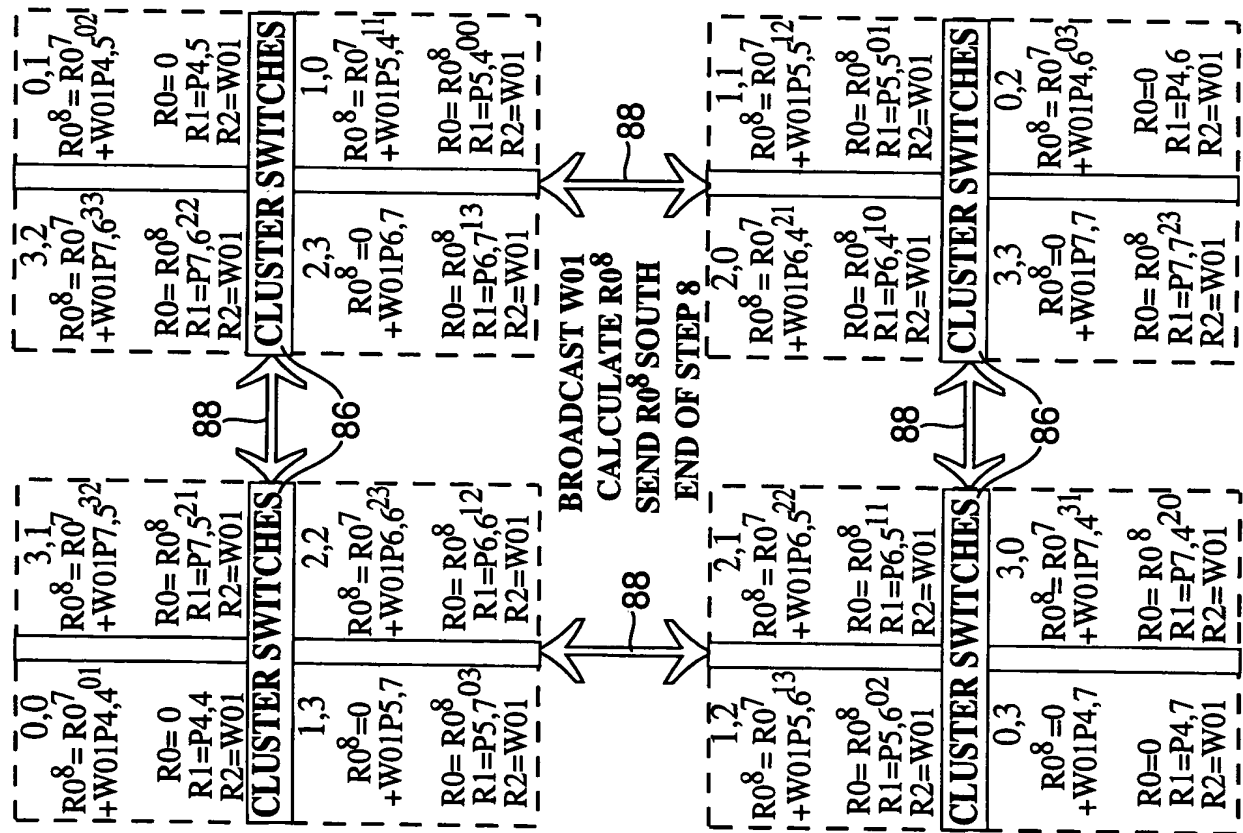 0,0
R0⁸= R0⁷
+W01P4,4⁰¹
R0= 0
R1=P4,4
R2=W01
3,1
R0⁸= R0⁷
+W01P7,5³²
R0= R0⁸
R1=P7,5²¹
R2=W01
CLUSTER SWITCHES
1,3
R0⁸=0
+W01P5,7
R0= R0⁸
R1=P5,7⁰³
R2=W01
2,2
R0⁸= R0⁷
+W01P6,6²³
R0= R0⁸
R1=P6,6¹²
R2=W01
88
86
3,2
R0⁸= R0⁷
+W01P7,6³³
R0= R0⁸
R1=P7,6²²
R2=W01
0,1
R0⁸= R0⁷
+W01P4,5⁰²
R0= 0
R1=P4,5
R2=W01
CLUSTER SWITCHES
2,3
R0⁸=0
+W01P6,7
R0= R0⁸
R1=P6,7¹³
R2=W01
1,0
R0⁸= R0⁷
+W01P5,4¹¹
R0= R0⁸
R1=P5,4⁰⁰
R2=W01
88
BROADCAST W01
CALCULATE R0⁸
SEND R0⁸ SOUTH
END OF STEP 8
88
1,2
R0⁸= R0⁷
+W01P5,6¹³
R0= R0⁸
R1=P5,6⁰²
R2=W01
2,1
R0⁸= R0⁷
+W01P6,5²²
R0= R0⁸
R1=P6,5¹¹
R2=W01
CLUSTER SWITCHES
0,3
R0⁸=0
+W01P4,7
R0=0
R1=P4,7
R2=W01
3,0
R0⁸= R0⁷
+W01P7,4³¹
R0= R0⁸
R1=P7,4²⁰
R2=W01
88
86
2,0
R0⁸= R0⁷
+W01P6,4²¹
R0= R0⁸
R1=P6,4¹⁰
R2=W01
1,1
R0⁸= R0⁷
+W01P5,5¹²
R0= R0⁸
R1=P5,5⁰¹
R2=W01
CLUSTER SWITCHES
3,3
R0⁸=0
+W01P7,7
R0= R0⁸
R1=P7,7²³
R2=W01
0,2
R0⁸= R0⁷
+W01P4,6⁰³
R0=0
R1=P4,6
R2=W01